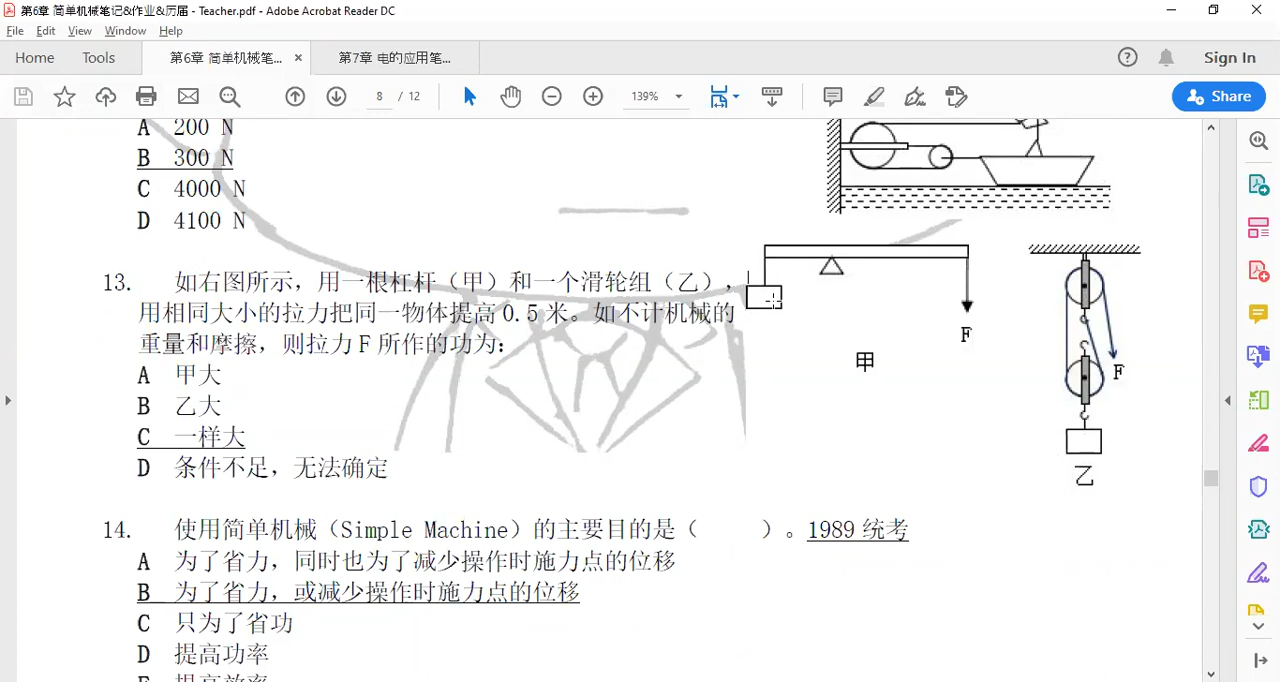 第6章 简单机械笔记&作业&历届 - Teacher.pdf - Adobe Acrobat Reader DC
File Edit View Window Help
Home Tools 第6章 简单机械笔... × 第7章 电的应用笔... Sign In
8 / 12 139% Share
A 200 N
B 300 N
C 4000 N
D 4100 N
13. 如右图所示，用一根杠杆（甲）和一个滑轮组（乙），
用相同大小的拉力把同一物体提高0.5米。如不计机械的
重量和摩擦，则拉力F所作的功为：
A 甲大
B 乙大
C 一样大
D 条件不足，无法确定
F
甲
F
乙
14. 使用简单机械（Simple Machine）的主要目的是（ ）。1989 统考
A 为了省力，同时也为了减少操作时施力点的位移
B 为了省力，或减少操作时施力点的位移
C 只为了省功
D 提高功率
E 提高效率